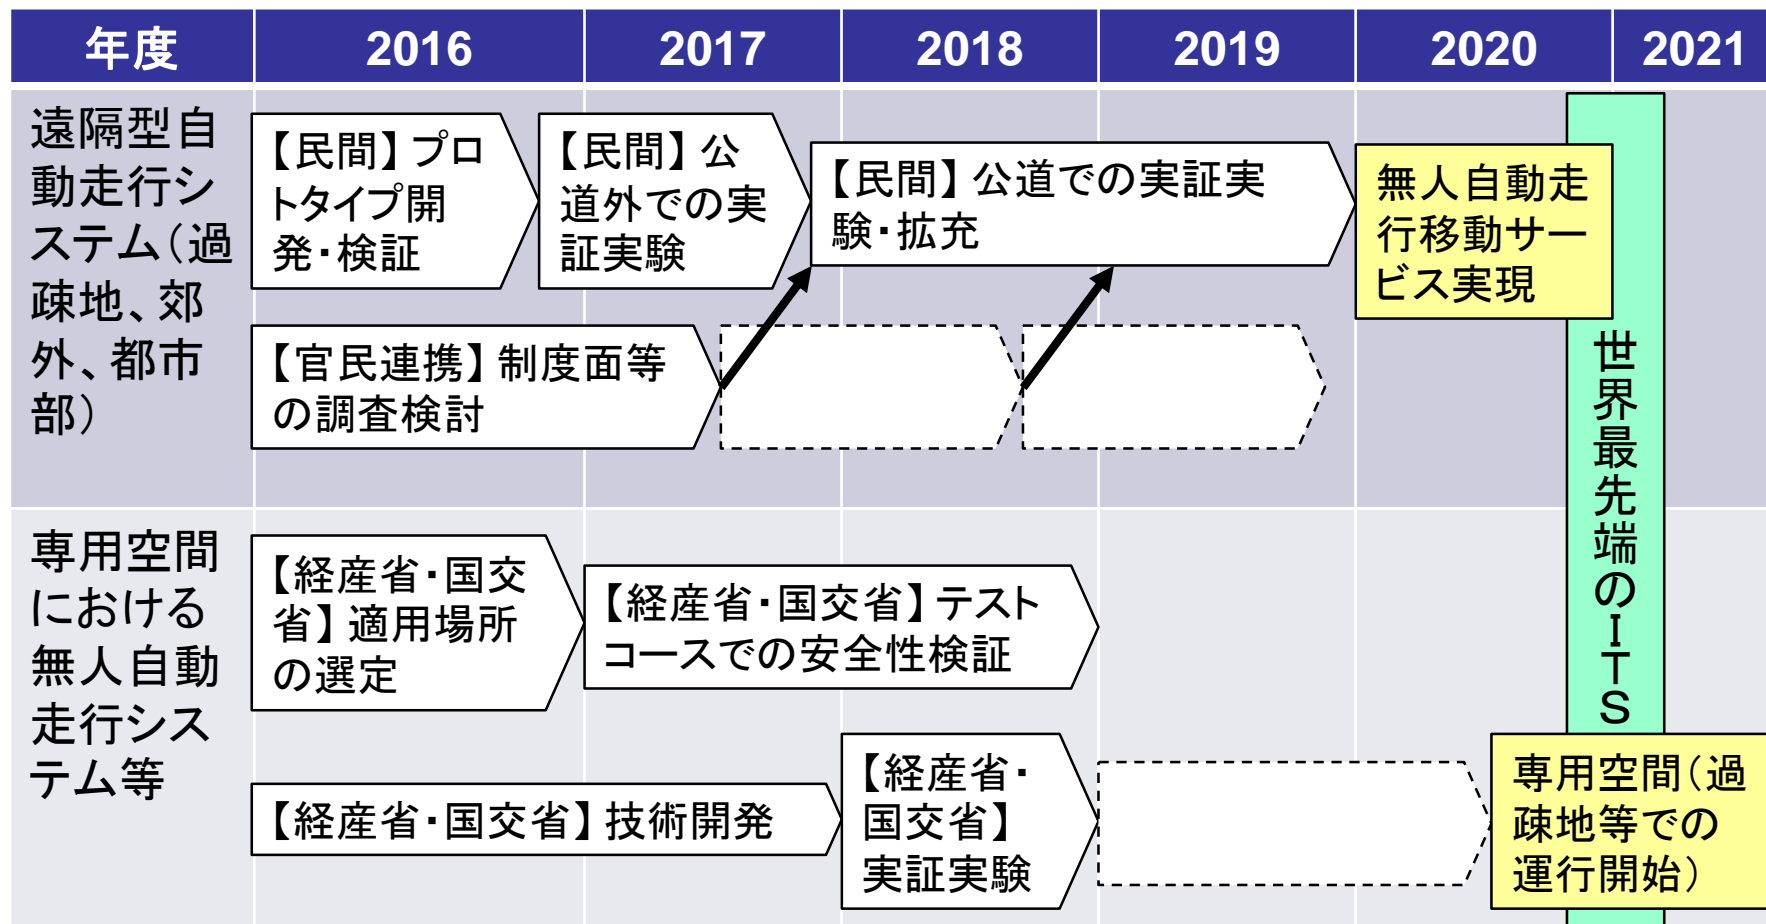 年度 2016 2017 2018 2019 2020 2021
遠隔型自
動走行シ
ステム（過
疎地、郊
外、都市
部）
【民間】プロ
トタイプ開
発・検証
【民間】公
道外での実
証実験
【民間】公道での実証実
験・拡充
無人自動走
行移動サー
ビス実現
【官民連携】制度面等
の調査検討
世界最先端のＩＴＳ
専用空間
における
無人自動
走行シス
テム等
【経産省・国交
省】適用場所
の選定
【経産省・国交省】テスト
コースでの安全性検証
【経産省・国交省】技術開発
【経産省・
国交省】
実証実験
専用空間（過
疎地等での
運行開始）